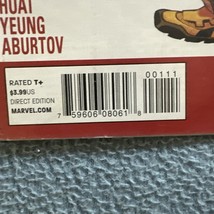 HUAT
YEUNG
ABURTOV
RATED T+
$3.99US
DIRECT EDITION
MARVEL.COM
00111
7 59606 08061 8